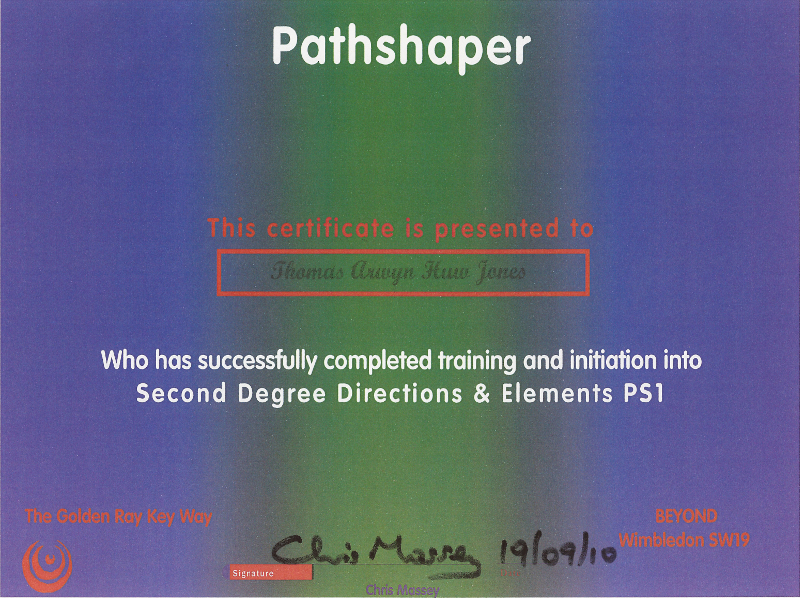 Pathshaper
This certificate is presented to
Thomas Arwyn Huw Jones
Who has successfully completed training and initiation into
Second Degree Directions & Elements PS1
The Golden Ray Key Way
BEYOND
Wimbledon SW19
Chris Massey 19/09/10
Signature
Chris Massey